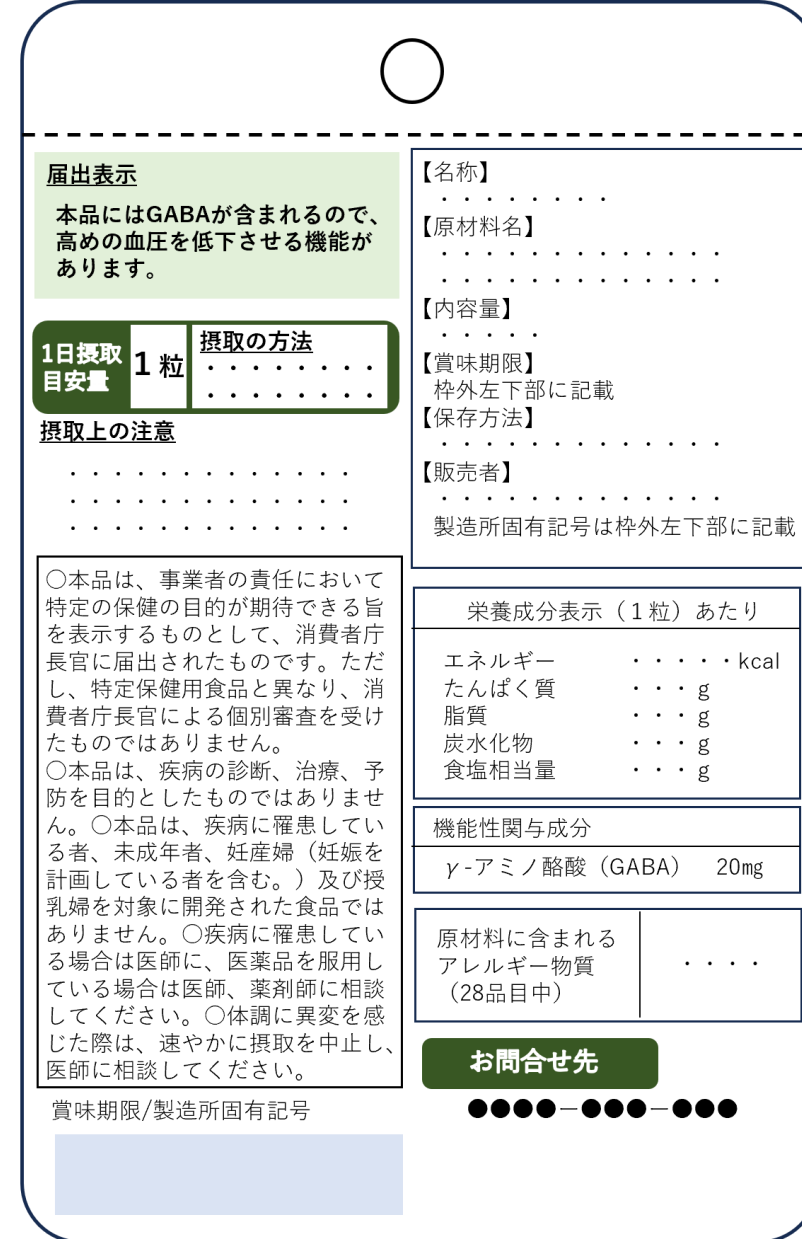 届出表示
本品にはGABAが含まれるので、
高めの血圧を低下させる機能が
あります。
1日摂取
目安量
1粒
摂取の方法
・・・・・・・・
・・・・・・・・
摂取上の注意
・・・・・・・・・・・・・
・・・・・・・・・・・・・
・・・・・・・・・・・・・
○本品は、事業者の責任において
特定の保健の目的が期待できる旨
を表示するものとして、消費者庁
長官に届出されたものです。ただ
し、特定保健用食品と異なり、消
費者庁長官による個別審査を受け
たものではありません。
○本品は、疾病の診断、治療、予
防を目的としたものではありませ
ん。○本品は、疾病に罹患してい
る者、未成年者、妊産婦（妊娠を
計画している者を含む。）及び授
乳婦を対象に開発された食品では
ありません。○疾病に罹患してい
る場合は医師に、医薬品を服用し
ている場合は医師、薬剤師に相談
してください。○体調に異変を感
じた際は、速やかに摂取を中止し、
医師に相談してください。
賞味期限/製造所固有記号
【名称】
・・・・・・・・
【原材料名】
・・・・・・・・・・・・・
・・・・・・・・・・・・・
【内容量】
・・・・・
【賞味期限】
枠外左下部に記載
【保存方法】
・・・・・・・・・・・・・
【販売者】
・・・・・・・・・・・・・
製造所固有記号は枠外左下部に記載
栄養成分表示（１粒）あたり
エネルギー ・・・・・kcal
たんぱく質 ・・・g
脂質 ・・・g
炭水化物 ・・・g
食塩相当量 ・・・g
機能性関与成分
γ-アミノ酪酸（GABA） 20mg
原材料に含まれる
アレルギー物質
（28品目中）
・・・・
お問合せ先
●●●●－●●●－●●●